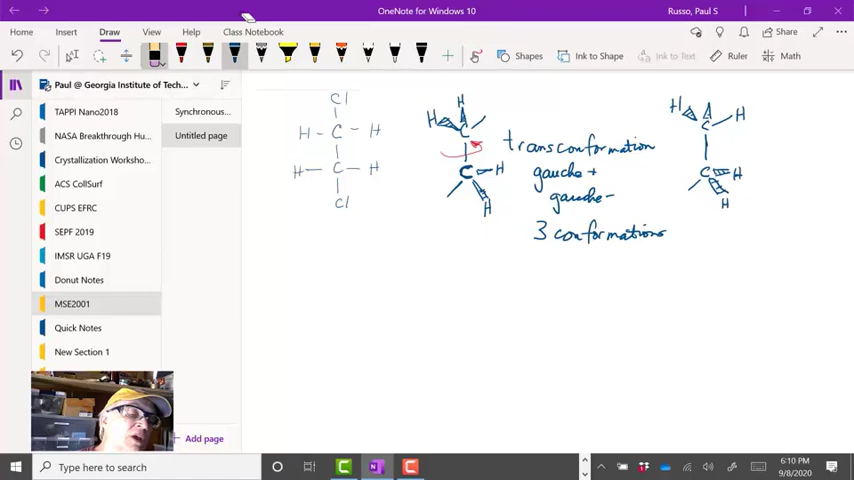 OneNote for Windows 10
Russo, Paul S
Home
Insert
Draw
View
Help
Class Notebook
Share
Shapes
Ink to Shape
Ink to Text
Ruler
Math
Paul @ Georgia Institute of Tech...
TAPPI Nano2018
NASA Breakthrough Hu...
Crystallization Worksho...
ACS CollSurf
CUPS EFRC
SEPF 2019
IMSR UGA F19
Donut Notes
MSE2001
Quick Notes
New Section 1
Synchronous...
Untitled page
Add page
Cl
H - C - H
H - C - H
Cl
H
H C
C H
H
transconformation
gauche +
gauche -
3 conformations
H C H
C H
H
Type here to search
6:10 PM
9/8/2020